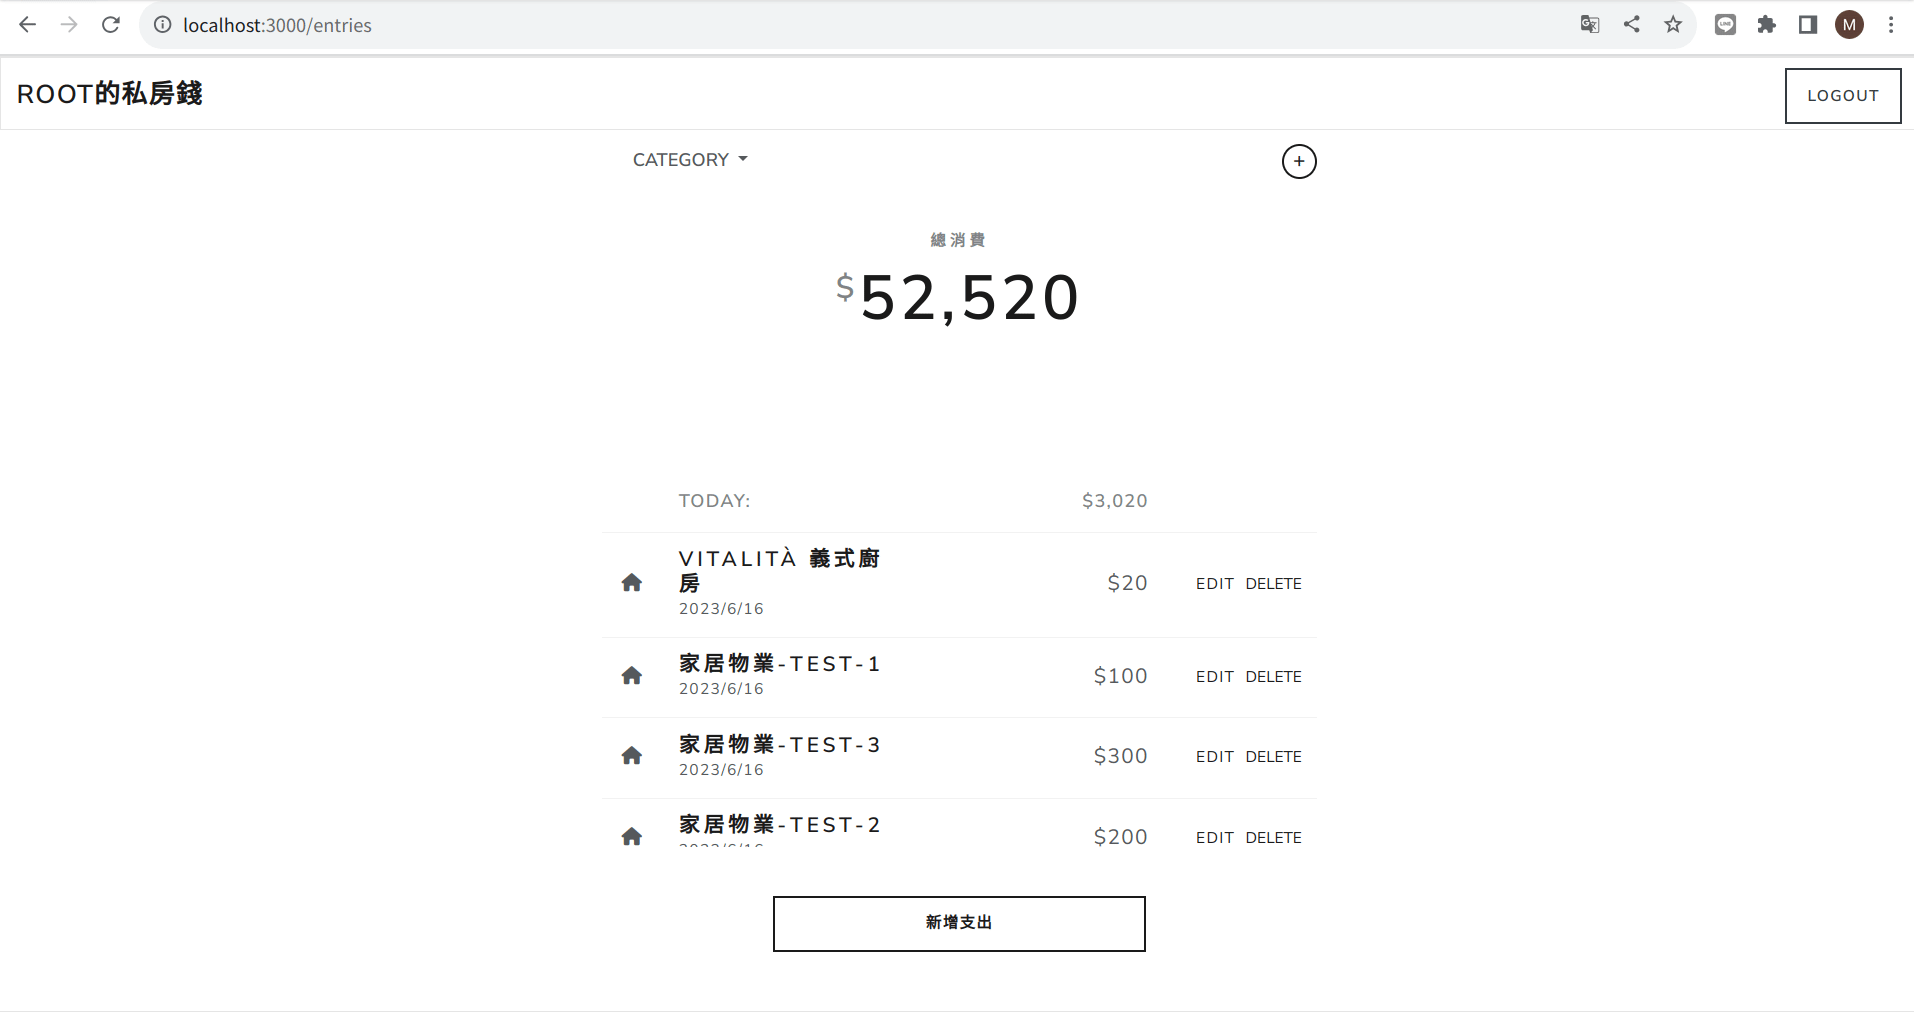 localhost:3000/entries
M
ROOT的私房錢
LOGOUT
CATEGORY
+
總消費
$52,520
TODAY: $3,020
VITALITÀ 義式廚
房
2023/6/16
$20 EDIT DELETE
家居物業-TEST-1
2023/6/16
$100 EDIT DELETE
家居物業-TEST-3
2023/6/16
$300 EDIT DELETE
家居物業-TEST-2
2023/6/16
$200 EDIT DELETE
新增支出